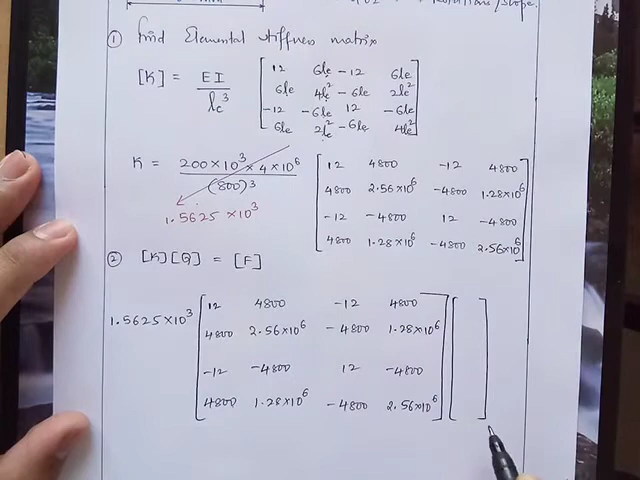 Rotations/slope.
① Find Elemental stiffness matrix
[K] = EI / le³ [12 6le -12 6le
6le 4le² -6le 2le²
-12 -6le 12 -6le
6le 2le² -6le 4le²]
K = 200×10³ × 4×10⁶ / (800)³ [12 4800 -12 4800
4800 2.56×10⁶ -4800 1.28×10⁶
1.5625 ×10³
-12 -4800 12 -4800
4800 1.28×10⁶ -4800 2.56×10⁶]
② [K][Q] = [F]
1.5625×10³ [12 4800 -12 4800
4800 2.56×10⁶ -4800 1.28×10⁶
-12 -4800 12 -4800
4800 1.28×10⁶ -4800 2.56×10⁶] [ ]